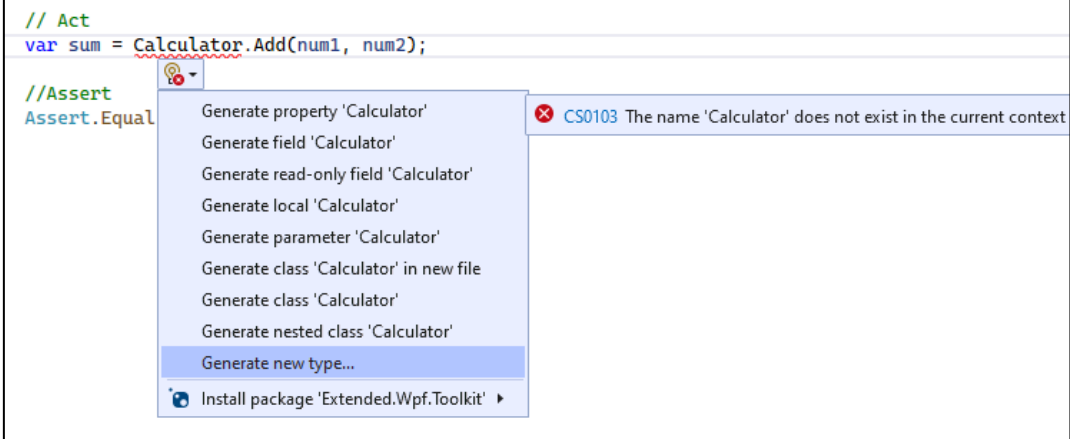 // Act
var sum = Calculator.Add(num1, num2);
//Assert
Assert.Equal
Generate property 'Calculator'
CS0103 The name 'Calculator' does not exist in the current context
Generate field 'Calculator'
Generate read-only field 'Calculator'
Generate local 'Calculator'
Generate parameter 'Calculator'
Generate class 'Calculator' in new file
Generate class 'Calculator'
Generate nested class 'Calculator'
Generate new type...
Install package 'Extended.Wpf.Toolkit'